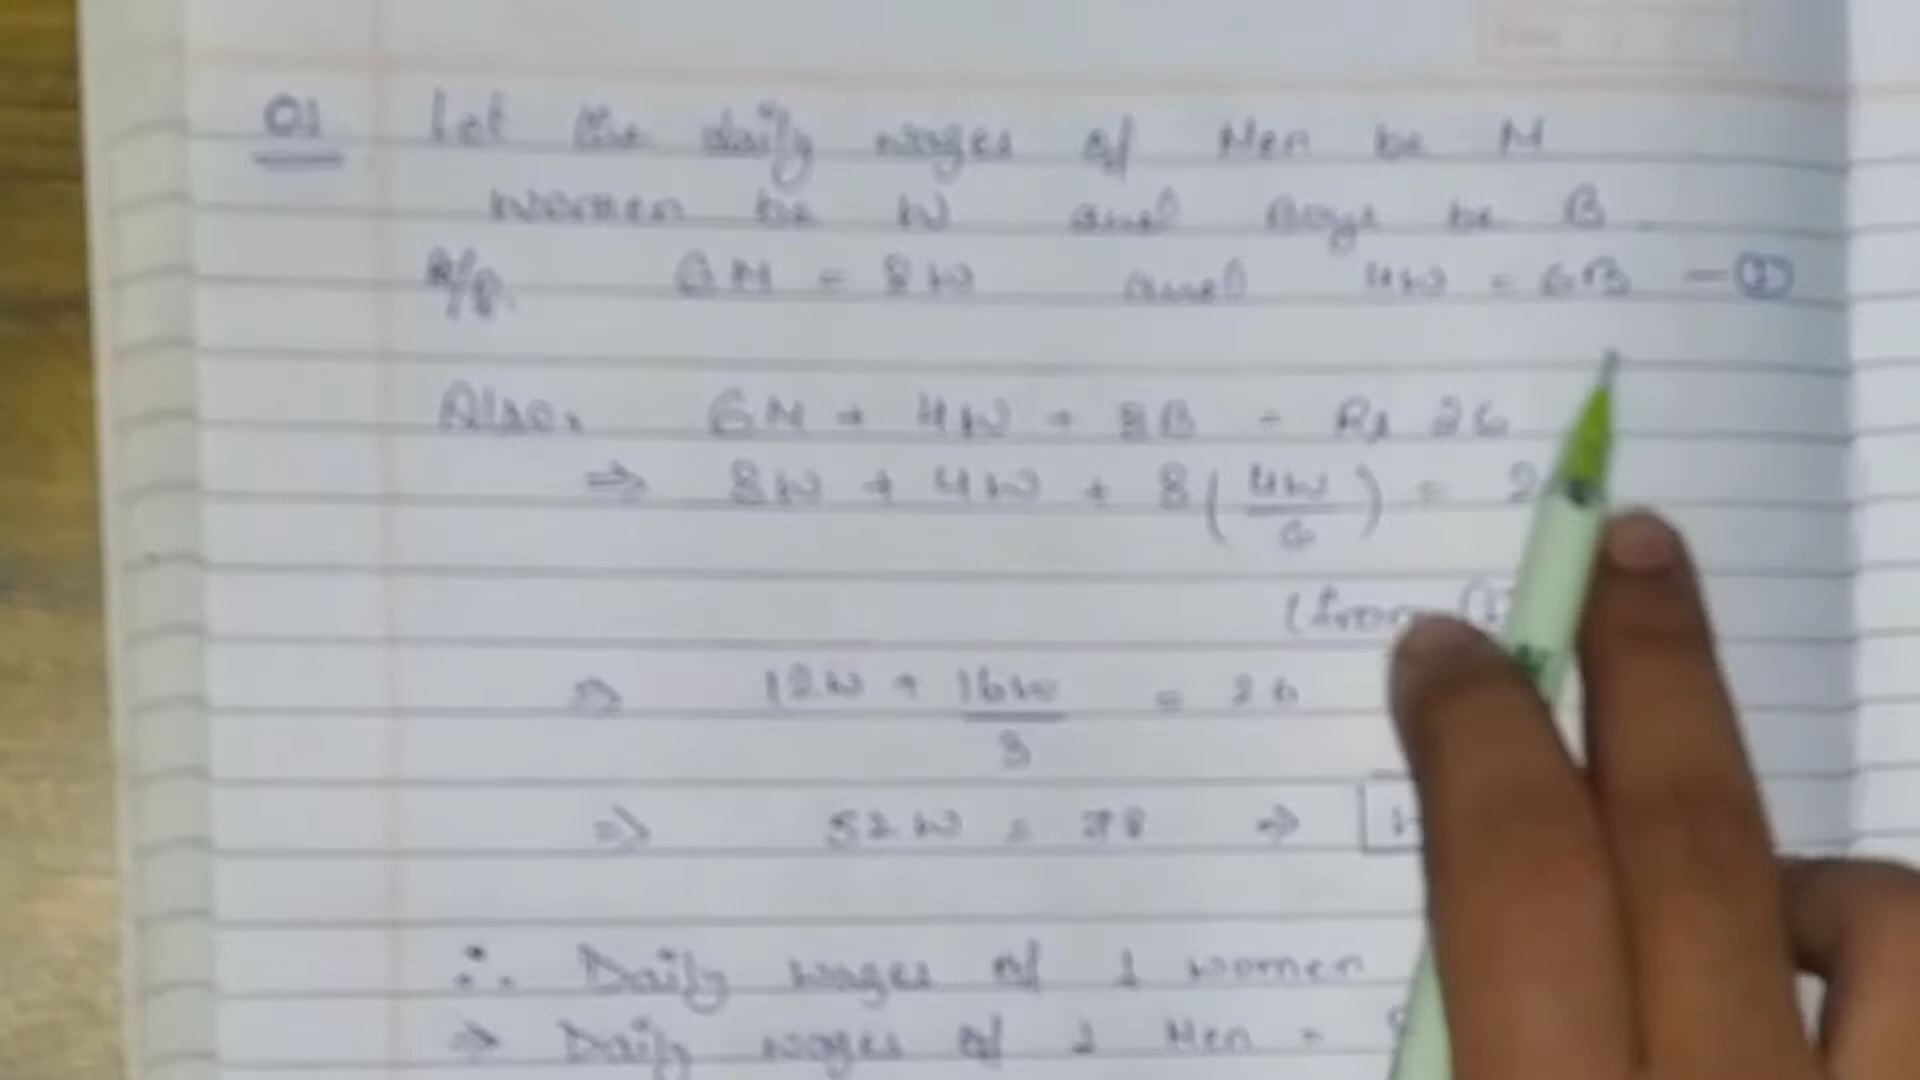 Q1 Let the daily wages of Men be M
women be W and Boys be B.
A/q. 6M = 8W and 4W = 6B — ①
Also, 6M + 4W + 8B = Rs 26
⇒ 8W + 4W + 8(4W/6) = 2
(from
⇒ 12W + 16W/3 = 26
⇒ 52W = 78 ⇒
∴ Daily wages of 1 women
⇒ Daily wages of 1 Men =